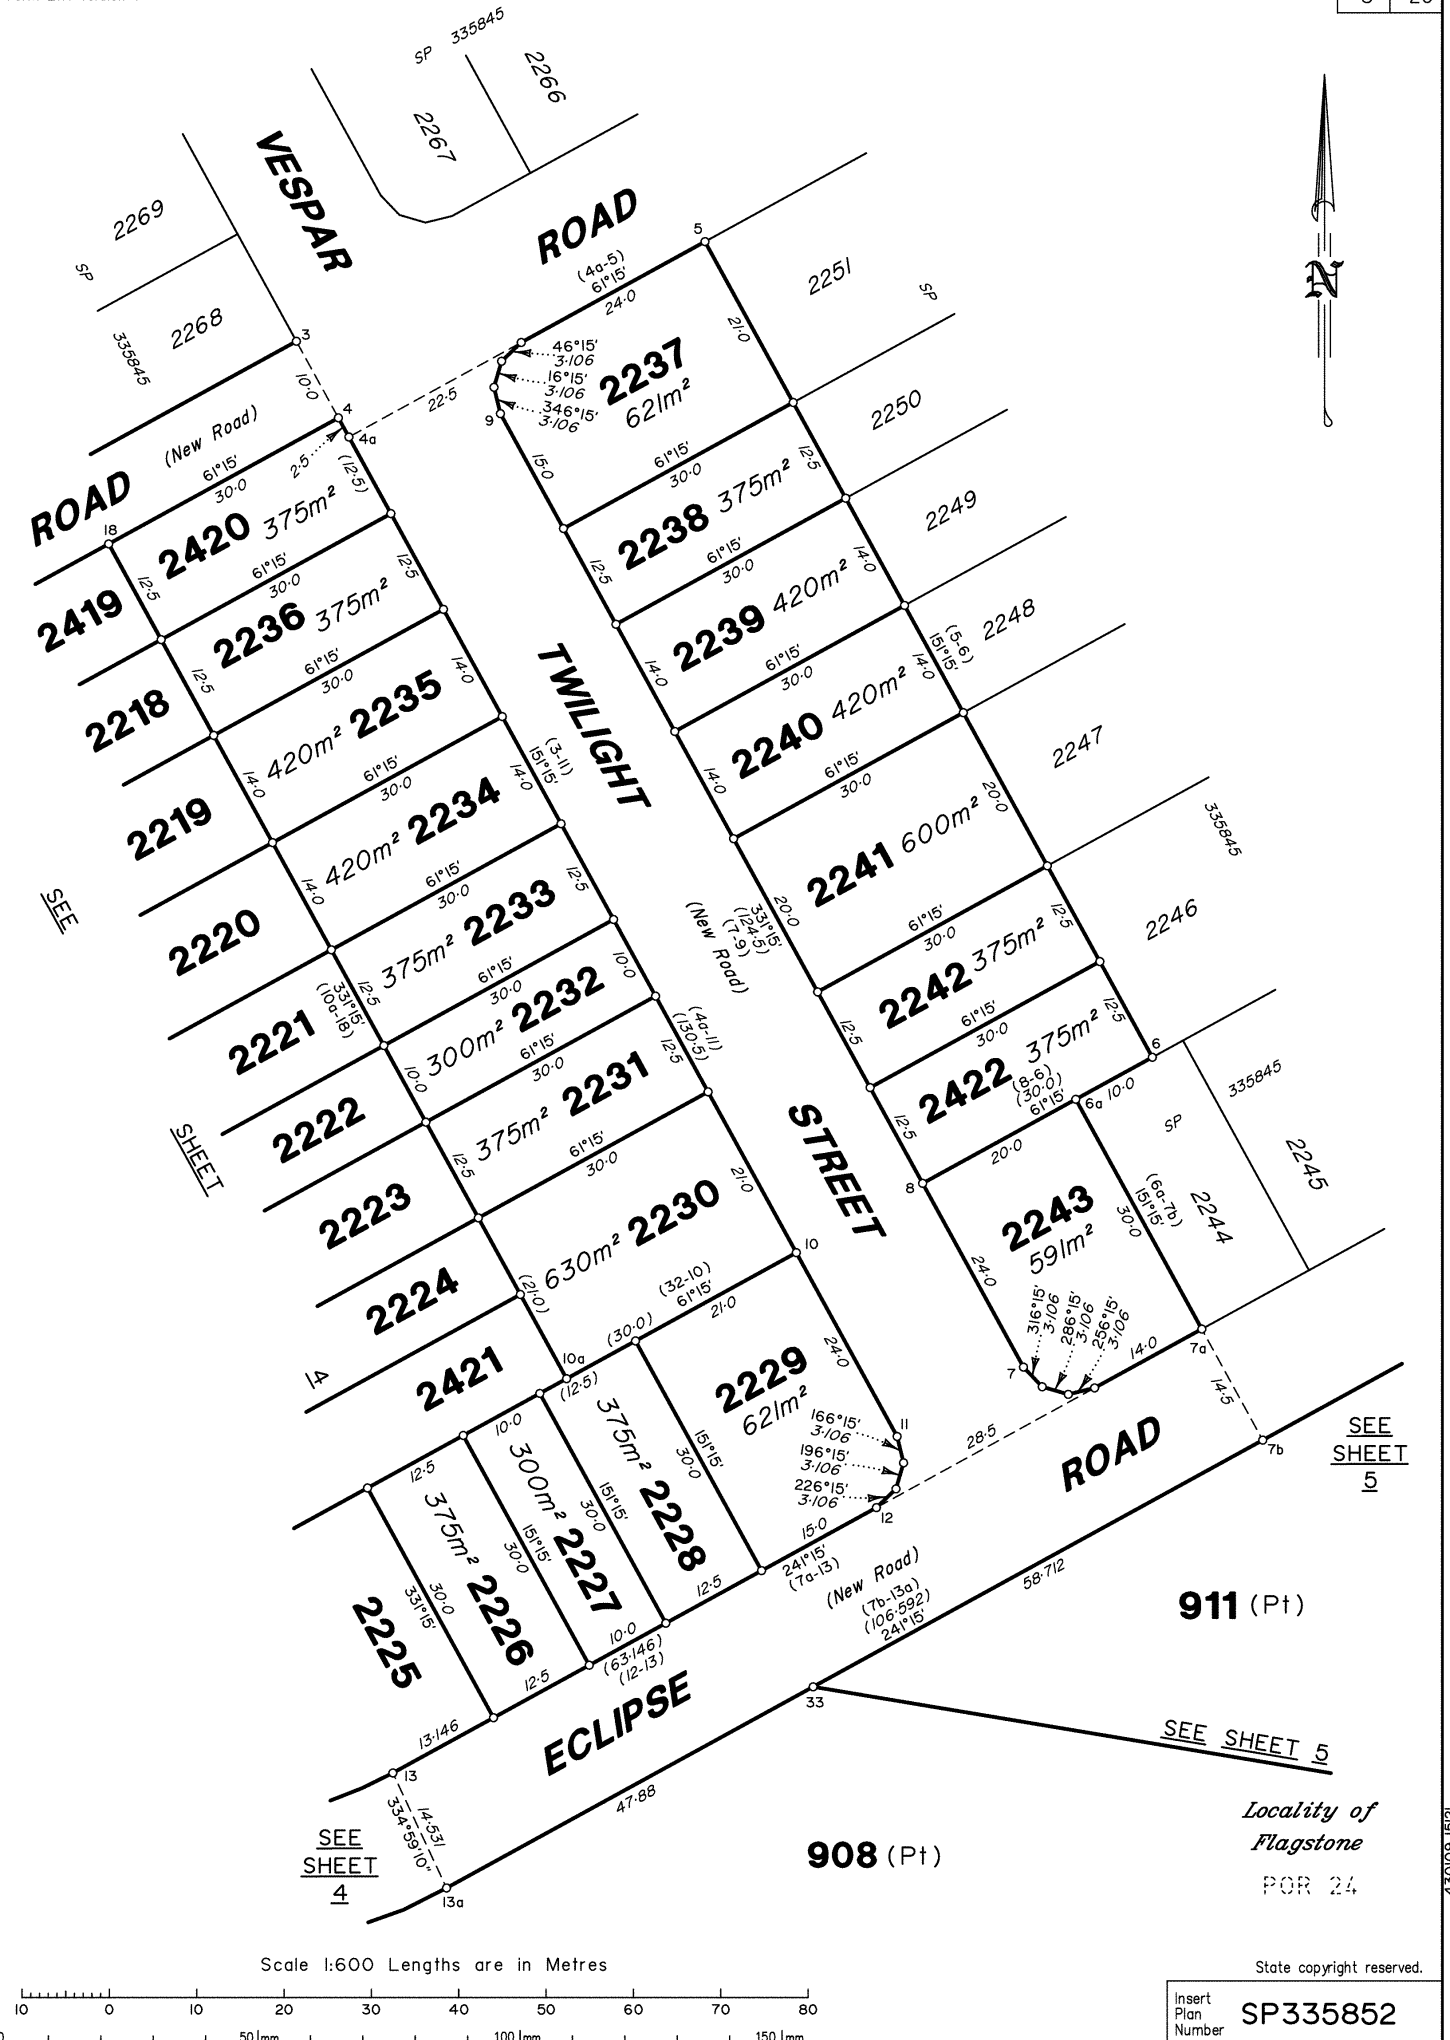 SP 335845
2266
2267
VESPAR
ROAD
2269
SP
2268
335845
3
10·0
4
(New Road)
ROAD
18
61°15'
30·0
2·5
4a
(12·5)
22·5
(4a-5)
61°15'
24·0
5
46°15'
3·106
16°15'
3·106
346°15'
3·106
9
15·0
2237
621m²
21·0
2251
SP
61°15'
30·0
2250
12·5
2238 375m²
12·5
61°15'
30·0
2249
14·0
2239 420m²
14·0
61°15'
30·0
2248
(5-6)
151°15'
14·0
2240 420m²
14·0
61°15'
30·0
2247
20·0
2241 600m²
20·0
335845
61°15'
30·0
2246
12·5
2242 375m²
12·5
61°15'
30·0
12·5
2422 375m²
12·5
6
(8-6)
(30·0)
61°15'
6a
10·0
20·0
8
335845
SP
2245
2244
(6a-7b)
151°15'
30·0
2243
591m²
24·0
316°15'
3·106
286°15'
3·106
256°15'
3·106
7
14·0
7a
14·5
7b
28·5
2419
12·5
2420 375m²
61°15'
30·0
12·5
2218
12·5
2236 375m²
61°15'
30·0
14·0
2219
14·0
420m² 2235
61°15'
30·0
(3-11)
151°15'
14·0
2220
14·0
420m² 2234
61°15'
30·0
12·5
2221
331°15'
(10a-18)
12·5
375m² 2233
61°15'
30·0
10·0
2222
10·0
300m² 2232
61°15'
30·0
(4a-11)
(130·5)
12·5
2223
12·5
375m² 2231
61°15'
30·0
21·0
2224
(21·0)
630m² 2230
10
(32-10)
61°15'
21·0
(30·0)
2421
10a
(12·5)
TWILIGHT
(New Road)
331°15'
(124·5)
(7-9)
STREET
SEE
SHEET
14
2229
621m²
24·0
11
166°15'
3·106
196°15'
3·106
226°15'
3·106
12
15·0
241°15'
(7a-13)
151°15'
30·0
375m² 2228
12·5
10·0
151°15'
30·0
300m² 2227
10·0
12·5
151°15'
30·0
375m² 2226
12·5
331°15'
30·0
2225
(63·146)
(12-13)
13·146
13
14·531
334°59'10"
13a
ECLIPSE
ROAD
(New Road)
(7b-13a)
(106·592)
241°15'
58·712
47·88
33
SEE
SHEET
5
911 (Pt)
SEE SHEET 5
908 (Pt)
SEE
SHEET
4
Locality of
Flagstone
POR 24
Scale 1:600 Lengths are in Metres
10 0 10 20 30 40 50 60 70 80
50mm 100mm 150mm
State copyright reserved.
Insert
Plan
Number
SP335852